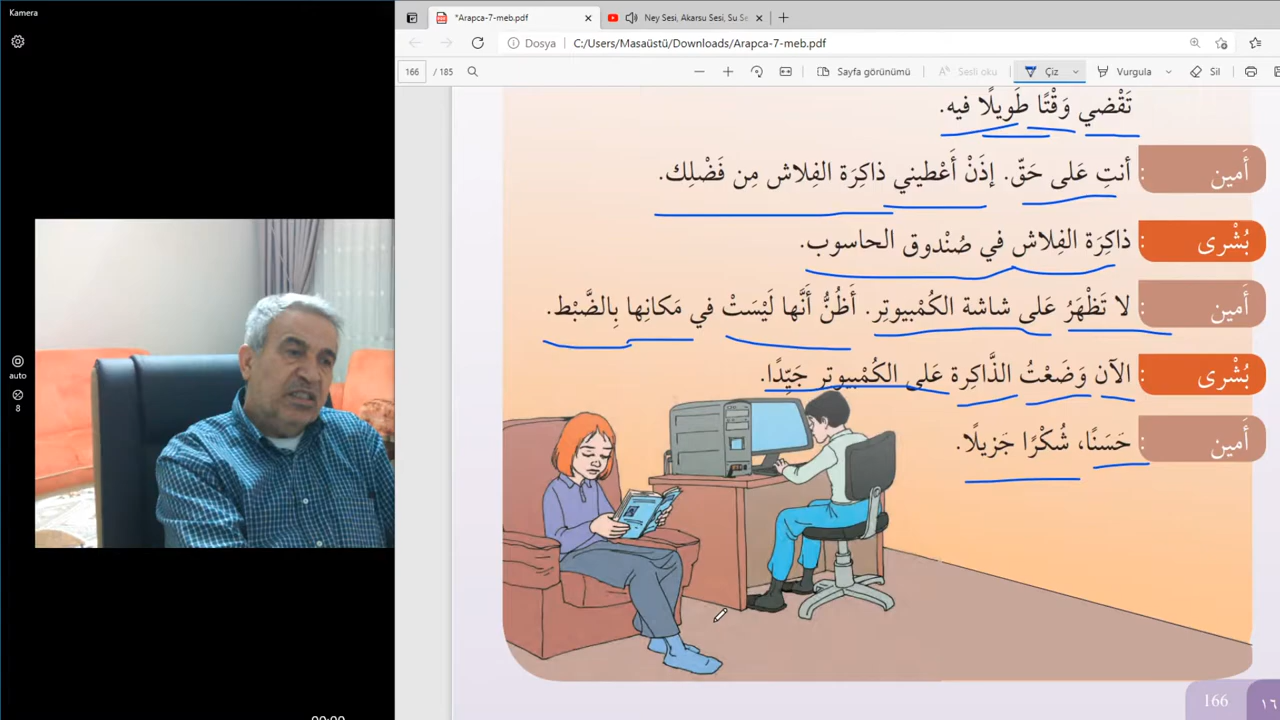 Kamera
*Arapca-7-meb.pdf
Ney Sesi, Akarsu Sesi, Su Se
Dosya
C:/Users/Masaüstü/Downloads/Arapca-7-meb.pdf
166 / 185
Sayfa görünümü
Sesli oku
Çiz
Vurgula
Sil
تَقْضي وَقْتًا طَويلًا فيه.
أَمين : أنتِ عَلى حَقّ. إذَنْ أَعْطيني ذاكِرَة الفِلاش مِن فَضْلِك.
بُشْرى : ذاكِرَة الفِلاش في صُنْدوق الحاسوب.
أَمين : لا تَظْهَرُ عَلى شاشة الكُمْبيوتِر. أَظُنُّ أَنَّها لَيْسَتْ في مَكانِها بِالضَّبْط.
بُشْرى : الآن وَضَعْتُ الذَّاكِرة عَلى الكُمْبيوتر جَيِّدًا.
أَمين : حَسَنًا، شُكْرًا جَزيلًا.
auto
8
166
١٦